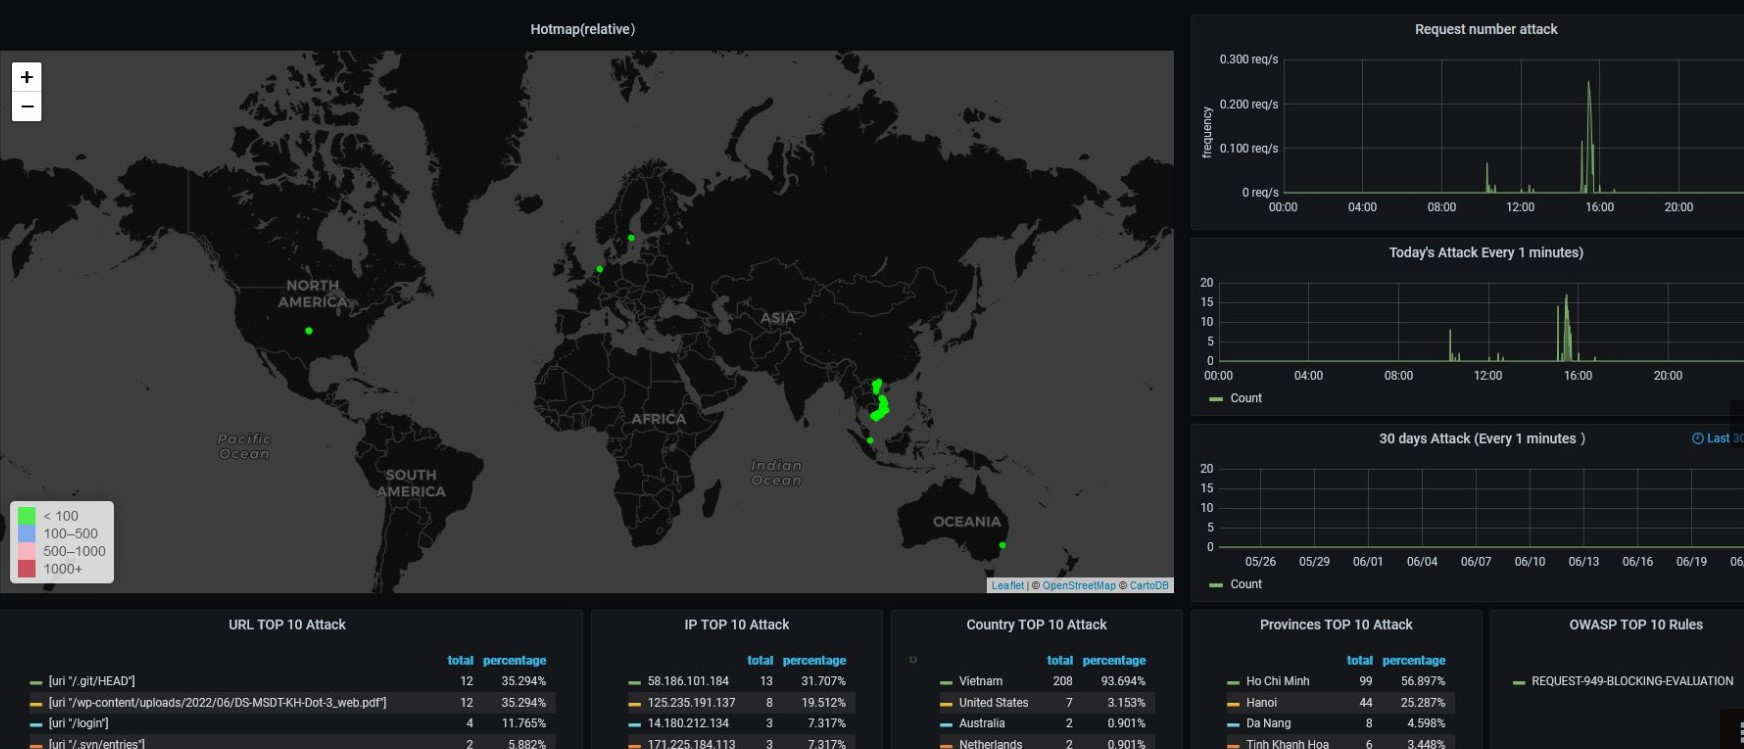 Hotmap(relative)
+
−
NORTH
AMERICA
ASIA
AFRICA
Pacific
Ocean
SOUTH
AMERICA
Indian
Ocean
OCEANIA
< 100
100–500
500–1000
1000+
Leaflet | © OpenStreetMap © CartoDB
Request number attack
0.300 req/s
0.200 req/s
0.100 req/s
0 req/s
frequency
00:00 04:00 08:00 12:00 16:00 20:00
Today's Attack Every 1 minutes)
20
15
10
5
0
00:00 04:00 08:00 12:00 16:00 20:00
Count
30 days Attack (Every 1 minutes )
Last 30
20
15
10
5
0
05/26 05/29 06/01 06/04 06/07 06/10 06/13 06/16 06/19 06/
Count
URL TOP 10 Attack
total percentage
[uri "/.git/HEAD"] 12 35.294%
[uri "/wp-content/uploads/2022/06/DS-MSDT-KH-Dot-3_web.pdf"] 12 35.294%
[uri "/login"] 4 11.765%
[uri "/.svn/entries"] 2 5.882%
IP TOP 10 Attack
total percentage
58.186.101.184 13 31.707%
125.235.191.137 8 19.512%
14.180.212.134 3 7.317%
171.225.184.113 3 7.317%
Country TOP 10 Attack
total percentage
Vietnam 208 93.694%
United States 7 3.153%
Australia 2 0.901%
Netherlands 2 0.901%
Provinces TOP 10 Attack
total percentage
Ho Chi Minh 99 56.897%
Hanoi 44 25.287%
Da Nang 8 4.598%
Tinh Khanh Hoa 6 3.448%
OWASP TOP 10 Rules
REQUEST-949-BLOCKING-EVALUATION